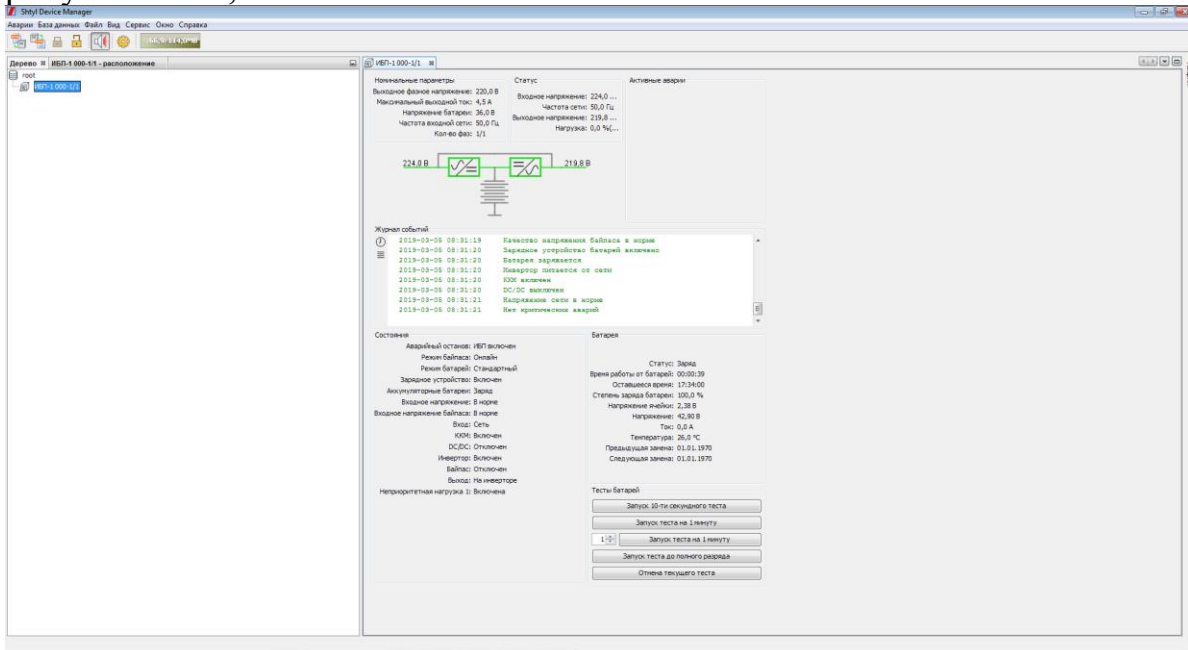 Shtyl Device Manager
Аварии База данных Файл Вид Сервис Окно Справка
Дерево ИБП-1 000-1/1 - расположение
root
ИБП-1 000-1/1
ИБП-1 000-1/1
Номинальные параметры
Выходное фазное напряжение: 220,0 В
Максимальный выходной ток: 4,5 А
Напряжение батареи: 36,0 В
Частота входной сети: 50,0 Гц
Кол-во фаз: 1/1
Статус
Входное напряжение: 224,0 ...
Частота сети: 50,0 Гц
Выходное напряжение: 219,8 ...
Нагрузка: 0,0 %(...
Активные аварии
224,0 В
219,8 В
Журнал событий
2019-03-05 08:31:19 Качество напряжения байпаса в норме
2019-03-05 08:31:20 Зарядное устройство батарей включено
2019-03-05 08:31:20 Батарея заряжается
2019-03-05 08:31:20 Инвертор питается от сети
2019-03-05 08:31:20 ККМ включен
2019-03-05 08:31:20 DC/DC выключен
2019-03-05 08:31:21 Напряжение сети в норме
2019-03-05 08:31:21 Нет критических аварий
Состояния
Аварийный останов: ИБП включен
Режим байпаса: Онлайн
Режим батарей: Стандартный
Зарядное устройство: Включен
Аккумуляторные батареи: Заряд
Входное напряжение: В норме
Входное напряжение байпаса: В норме
Вход: Сеть
ККМ: Включен
DC/DC: Отключен
Инвертор: Включен
Байпас: Отключен
Выход: На инверторе
Неприоритетная нагрузка 1: Включена
Батарея
Статус: Заряд
Время работы от батарей: 00:00:39
Оставшееся время: 17:34:00
Степень заряда батареи: 100,0 %
Напряжение ячейки: 2,38 В
Напряжение: 42,90 В
Ток: 0,0 А
Температура: 26,0 °C
Предыдущая замена: 01.01.1970
Следующая замена: 01.01.1970
Тесты батарей
Запуск 10-ти секундного теста
Запуск теста на 1 минуту
1 Запуск теста на 1 минуту
Запуск теста до полного разряда
Отмена текущего теста